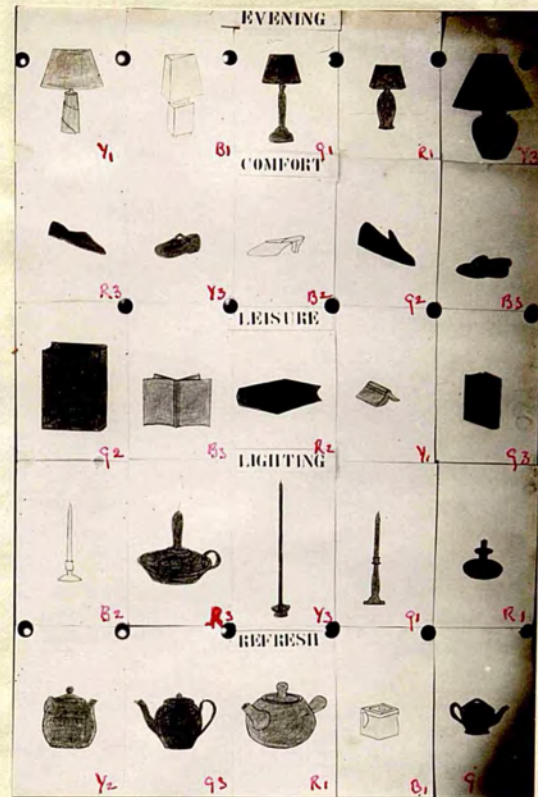 EVENING
Y1 B1 G1 R1 Y3
COMFORT
R3 Y3 B2 G2 B3
LEISURE
G2 B3 R2 Y1 G3
LIGHTING
B2 R3 Y3 G1 R1
REFRESH
Y2 G3 R1 B1 G